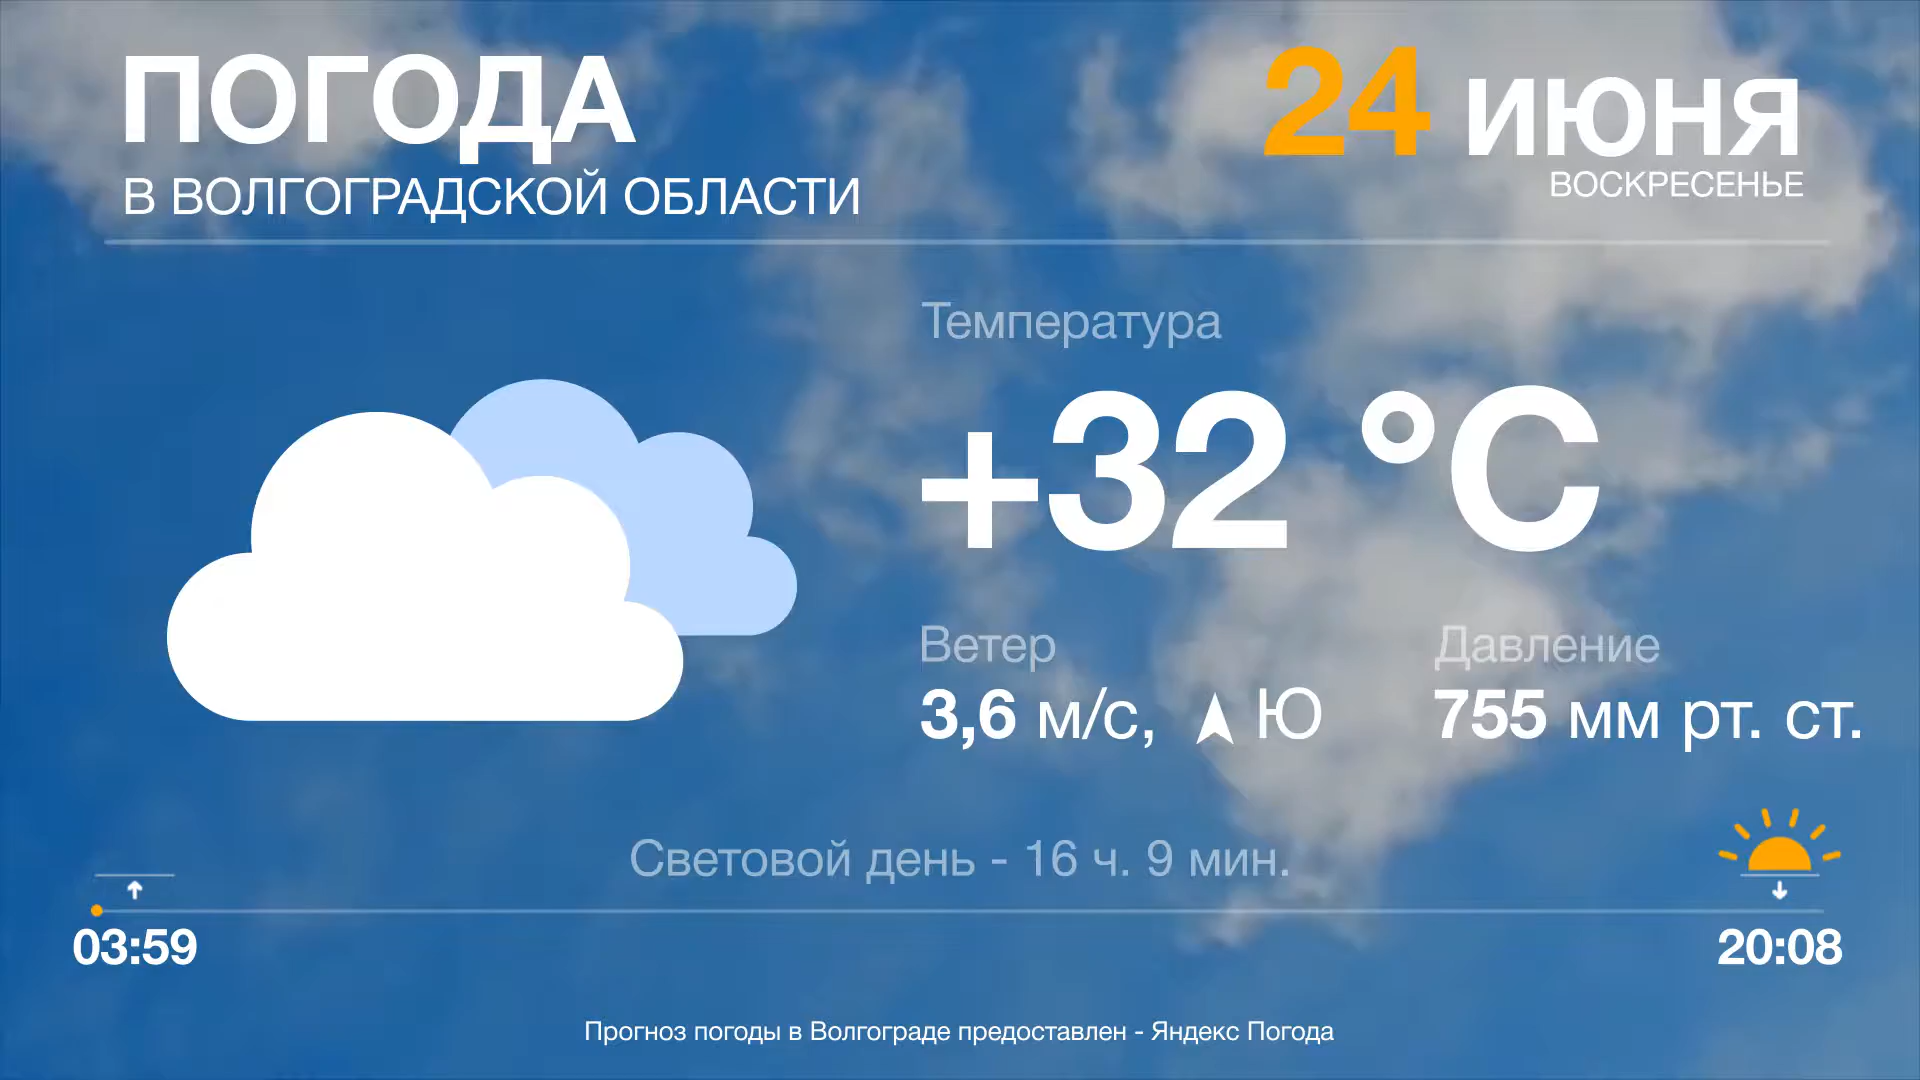 ПОГОДА
В ВОЛГОГРАДСКОЙ ОБЛАСТИ
24 ИЮНЯ
ВОСКРЕСЕНЬЕ
Температура
+32 °C
Ветер
3,6 м/с, Ю
Давление
755 мм рт. ст.
Световой день - 16 ч. 9 мин.
03:59
20:08
Прогноз погоды в Волгограде предоставлен - Яндекс Погода